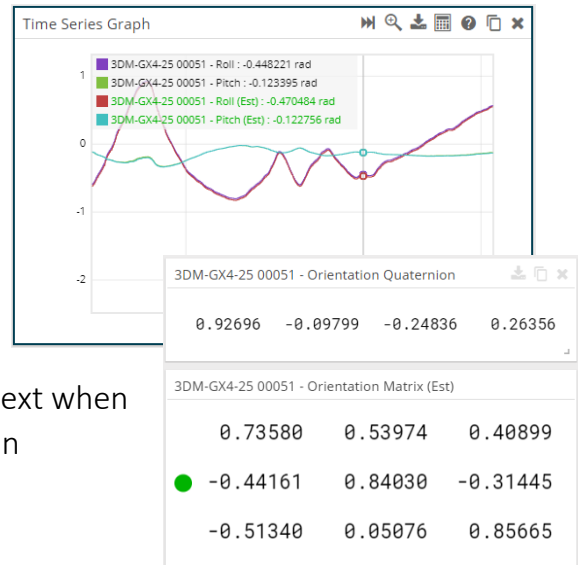 Time Series Graph
3DM-GX4-25 00051 - Roll : -0.448221 rad
3DM-GX4-25 00051 - Pitch : -0.123395 rad
3DM-GX4-25 00051 - Roll (Est) : -0.470484 rad
3DM-GX4-25 00051 - Pitch (Est) : -0.122756 rad
1
0
-1
-2
3DM-GX4-25 00051 - Orientation Quaternion
0.92696 -0.09799 -0.24836 0.26356
ext when
n
3DM-GX4-25 00051 - Orientation Matrix (Est)
0.73580 0.53974 0.40899
-0.44161 0.84030 -0.31445
-0.51340 0.05076 0.85665